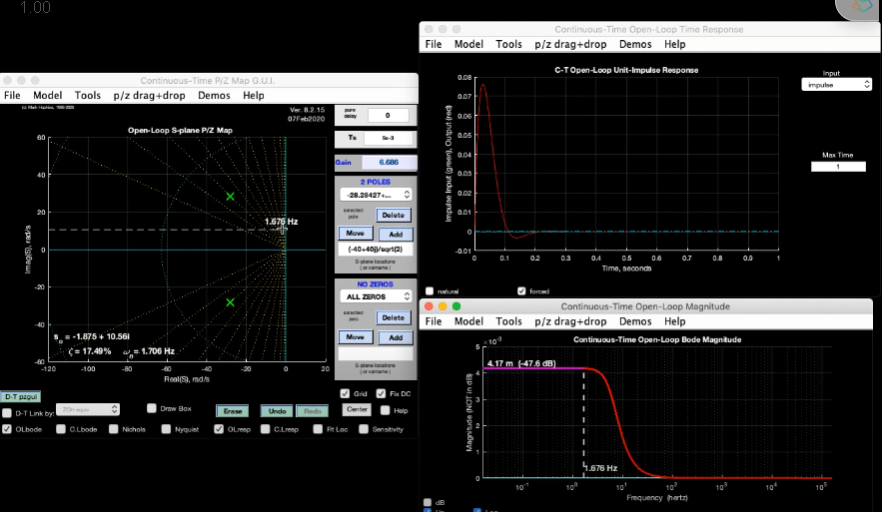 1.00
Continuous-Time Open-Loop Time Response
File Model Tools p/z drag+drop Demos Help
C-T Open-Loop Unit-Impulse Response
Impulse Input (green), Output (red)
0.08
0.07
0.06
0.05
0.04
0.03
0.02
0.01
0
-0.01
0 0.1 0.2 0.3 0.4 0.5 0.6 0.7 0.8 0.9 1
Time, seconds
natural
forced
Input
impulse
Max Time
1
Continuous-Time P/Z Map G.U.I.
File Model Tools p/z drag+drop Demos Help
Ver. 8.2.15
07Feb2020
Open-Loop S-plane P/Z Map
Imag(S), rad/s
60
40
20
0
-20
-40
-60
1.676 Hz
-120 -100 -80 -60 -40 -20 0 20
Real(S), rad/s
s = -1.875 + 10.56i
ζ = 17.49% ωn = 1.706 Hz
pure
delay
0
Ts
5e-3
Gain
6.686
2 POLES
-28.28427+...
selected
pole
Delete
Move
Add
(-40+40j)/sqrt(2)
S-plane locations
(or varname)
NO ZEROS
ALL ZEROS
selected
zero
Delete
Move
Add
S-plane locations
(or varname)
D-T pzgui
D-T Link by:
Draw Box
Erase
Undo
Redo
Grid
Fix DC
Center
Help
OLbode
C.Lbode
Nichols
Nyquist
OLresp
C.Lresp
Rt Loc
Sensitivity
Continuous-Time Open-Loop Magnitude
File Model Tools p/z drag+drop Demos Help
Continuous-Time Open-Loop Bode Magnitude
×10^-3
Magnitude (NOT in dB)
5
4
3
2
1
0
4.17 m (-47.6 dB)
1.676 Hz
10^-1 10^0 10^1 10^2 10^3 10^4 10^5
Frequency (hertz)
dB